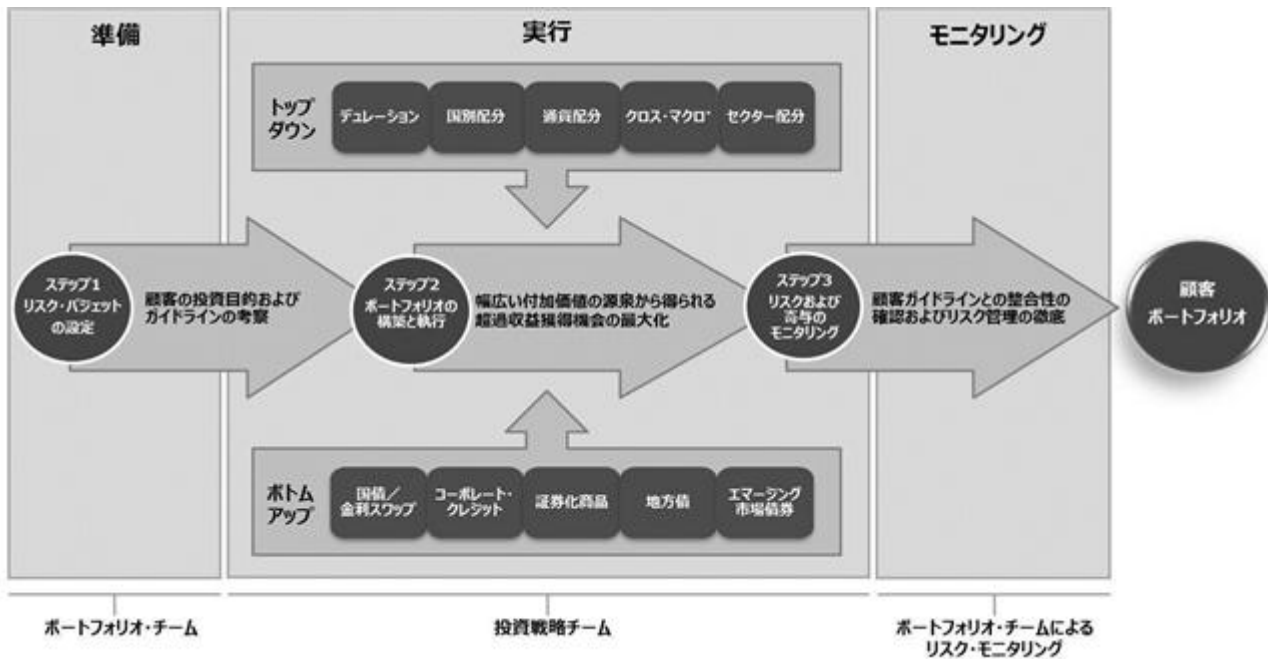 準備
実行
モニタリング
トップ
ダウン
デュレーション
国別配分
通貨配分
クロス・マクロ*
セクター配分
ステップ1
リスク・バジェット
の設定
顧客の投資目的および
ガイドラインの考察
ステップ2
ポートフォリオの
構築と執行
幅広い付加価値の源泉から得られる
超過収益獲得機会の最大化
ステップ3
リスクおよび
寄与の
モニタリング
顧客ガイドラインとの整合性の
確認およびリスク管理の徹底
顧客
ポートフォリオ
ボトム
アップ
国債／
金利スワップ
コーポレート・
クレジット
証券化商品
地方債
エマージング
市場債券
ポートフォリオ・チーム
投資戦略チーム
ポートフォリオ・チームによる
リスク・モニタリング